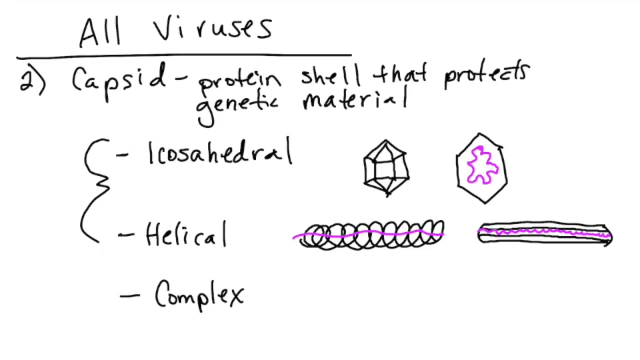 All Viruses
2) Capsid - protein shell that protects
genetic material
- Icosahedral
- Helical
- Complex